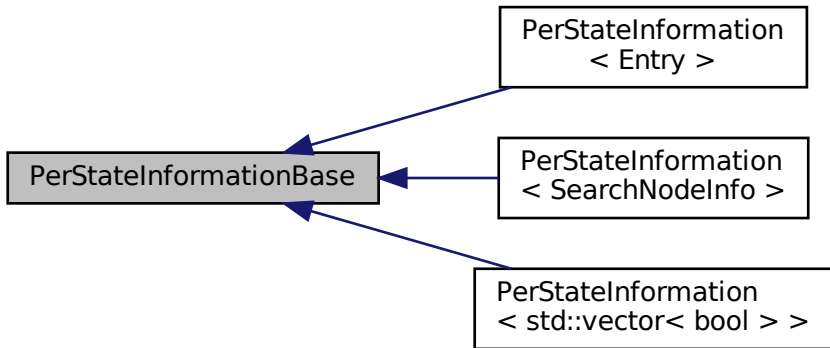 PerStateInformation
< Entry >
PerStateInformationBase
PerStateInformation
< SearchNodeInfo >
PerStateInformation
< std::vector< bool > >